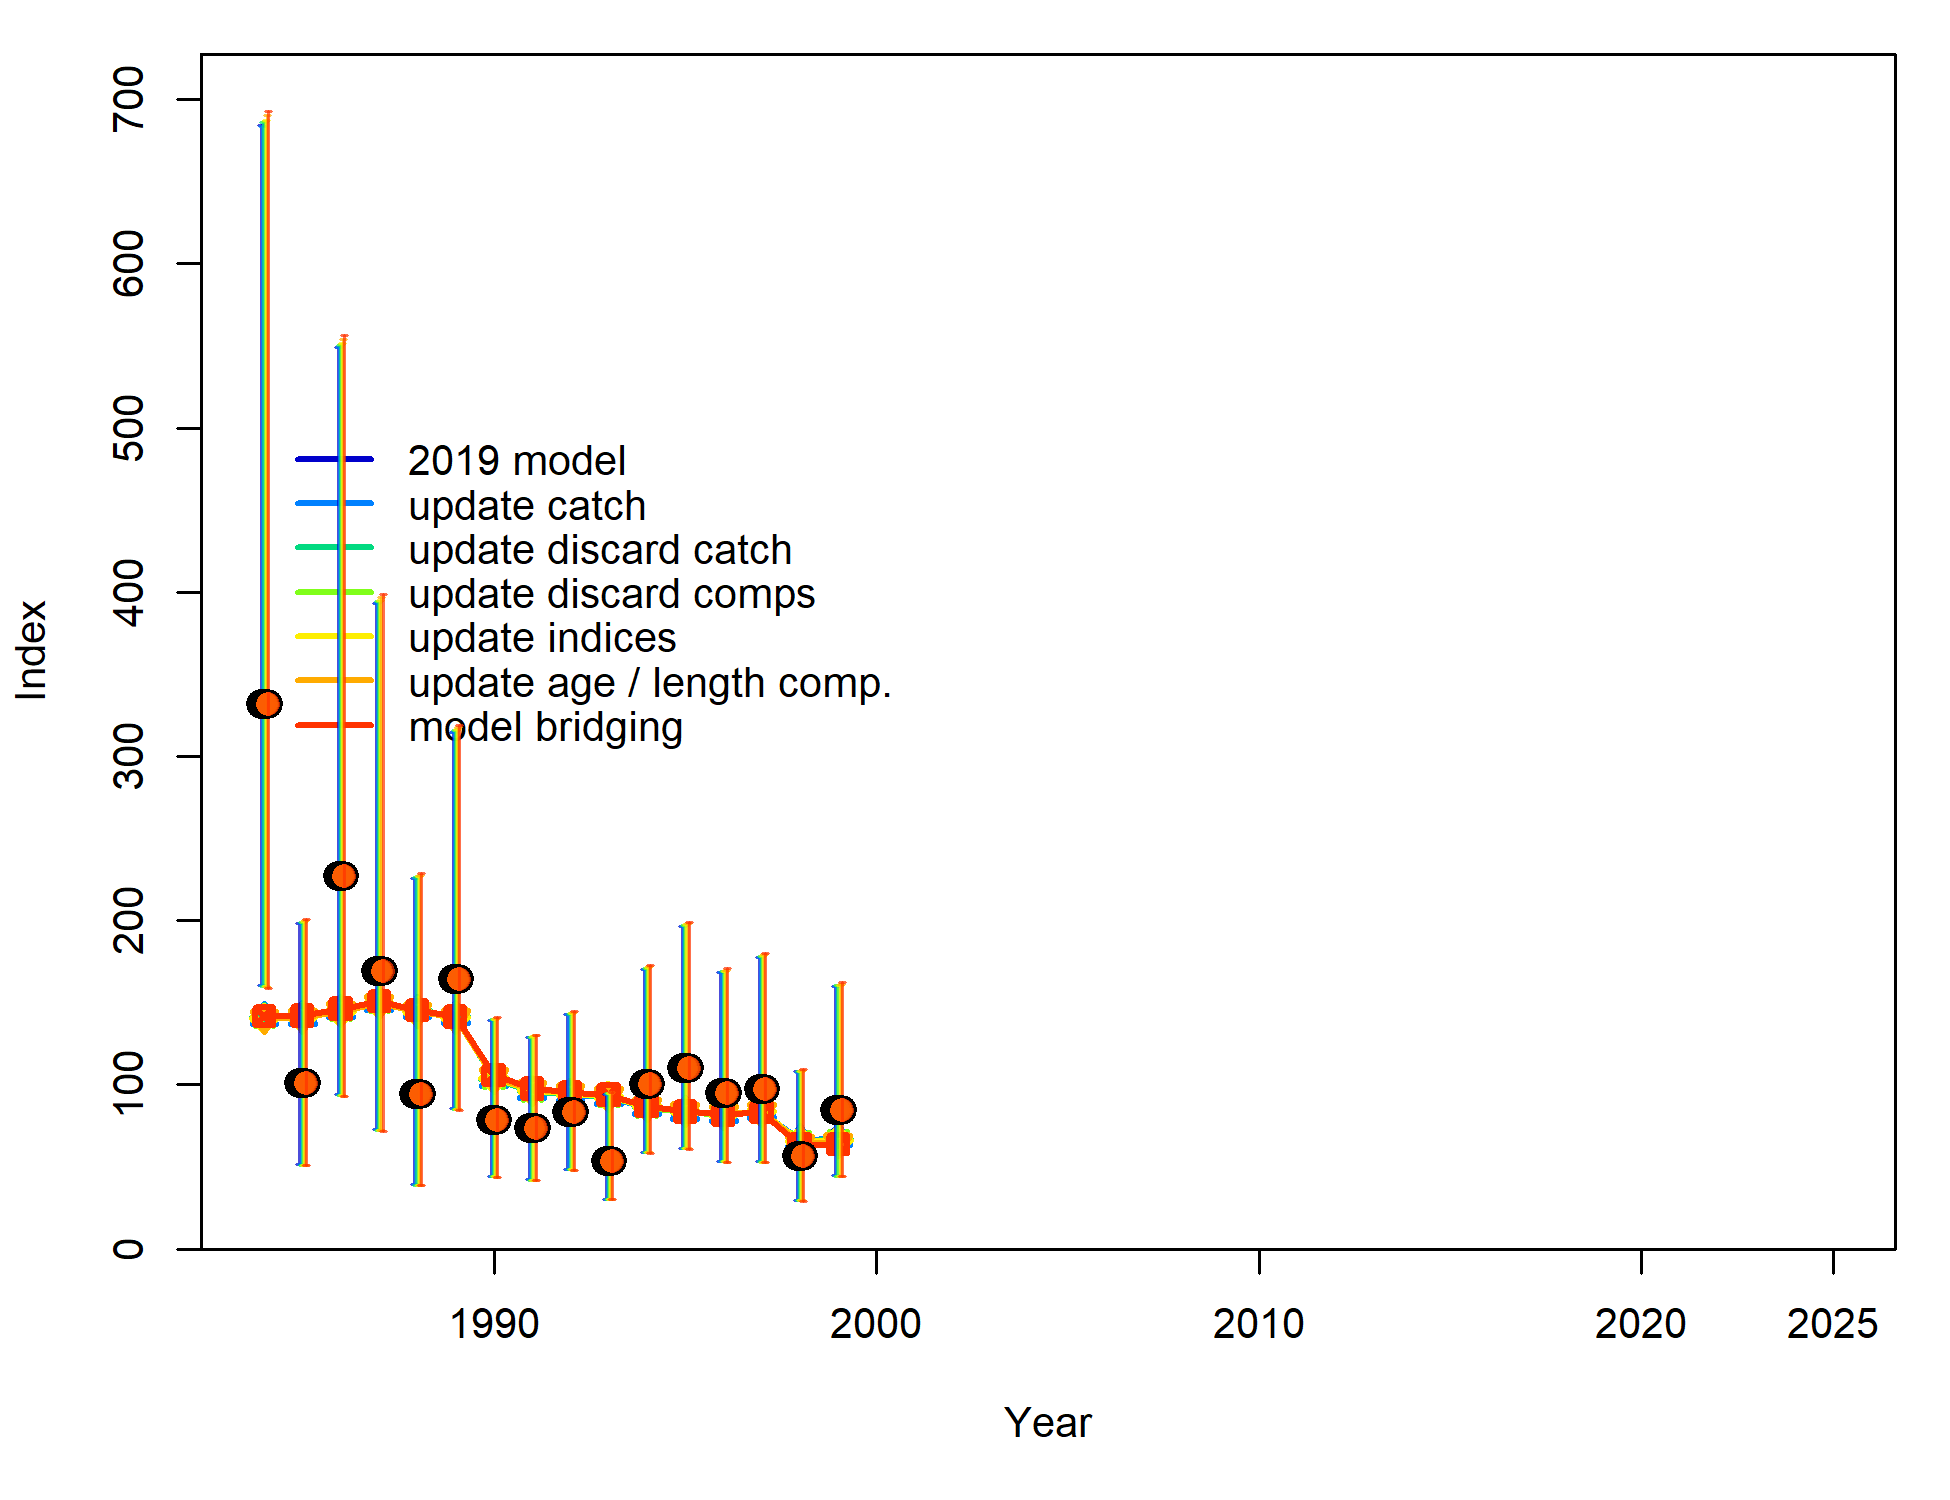 700
600
500
400
300
200
100
0
Index
2019 model
update catch
update discard catch
update discard comps
update indices
update age / length comp.
model bridging
1990 2000 2010 2020 2025
Year